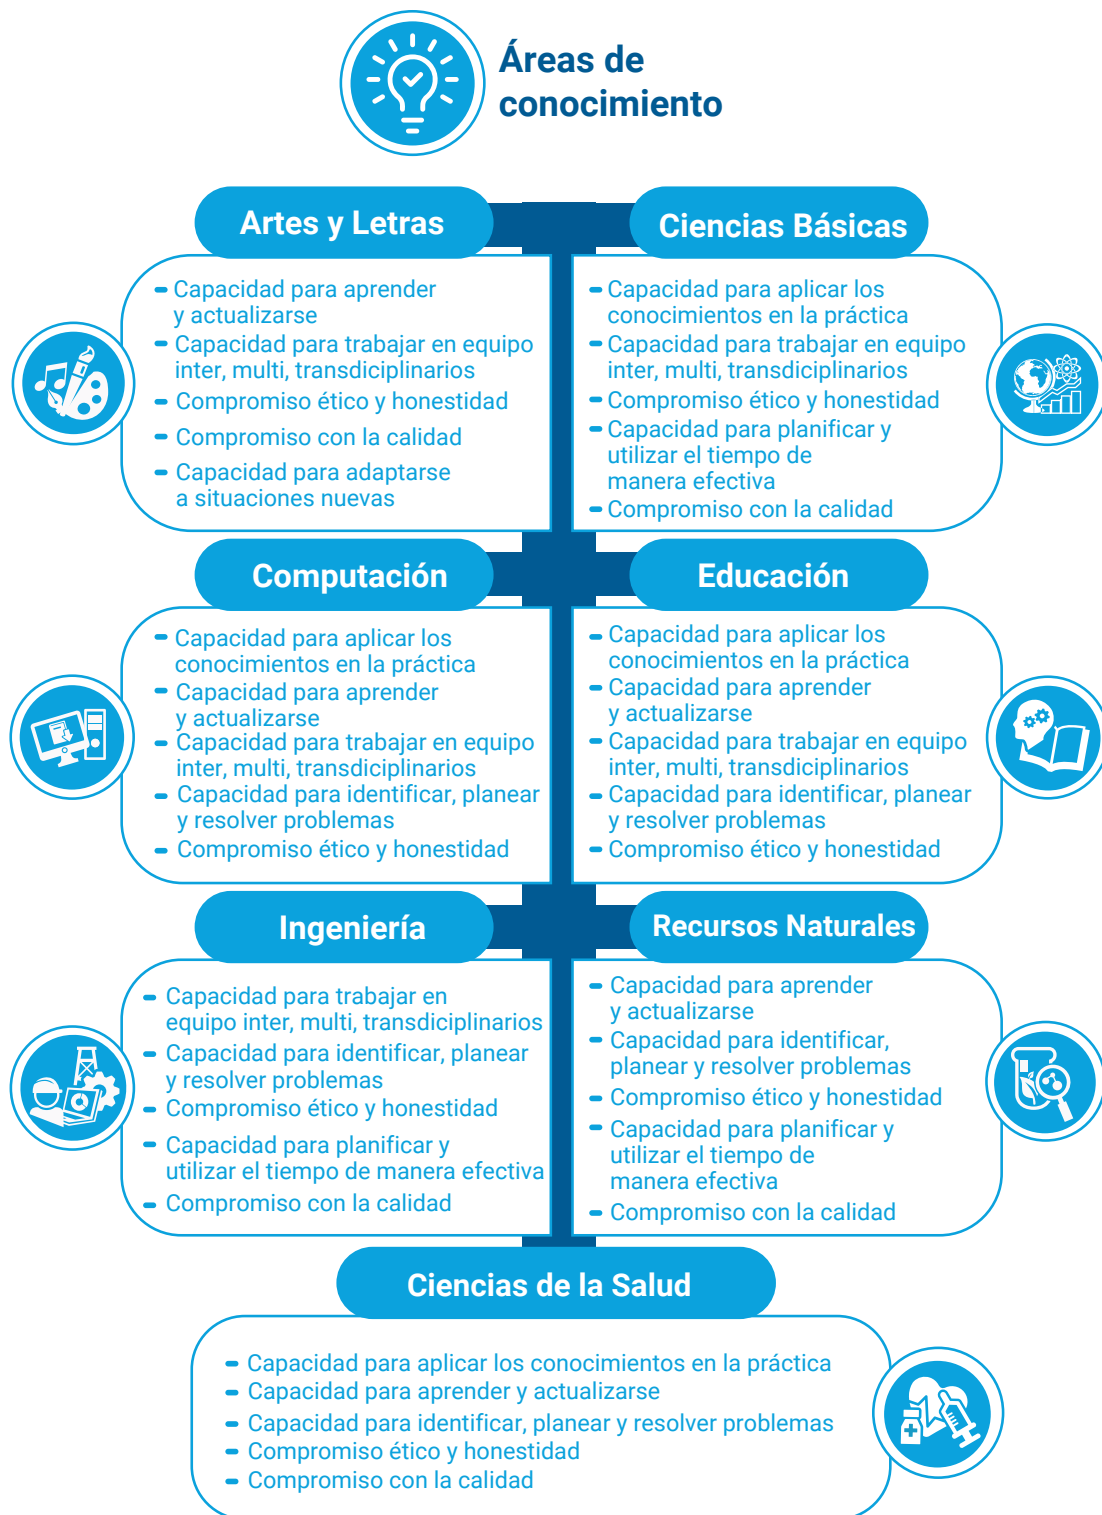 Áreas de
conocimiento
Artes y Letras
- Capacidad para aprender
y actualizarse
- Capacidad para trabajar en equipo
inter, multi, transdiciplinarios
- Compromiso ético y honestidad
- Compromiso con la calidad
- Capacidad para adaptarse
a situaciones nuevas
Ciencias Básicas
- Capacidad para aplicar los
conocimientos en la práctica
- Capacidad para trabajar en equipo
inter, multi, transdiciplinarios
- Compromiso ético y honestidad
- Capacidad para planificar y
utilizar el tiempo de
manera efectiva
- Compromiso con la calidad
Computación
- Capacidad para aplicar los
conocimientos en la práctica
- Capacidad para aprender
y actualizarse
- Capacidad para trabajar en equipo
inter, multi, transdiciplinarios
- Capacidad para identificar, planear
y resolver problemas
- Compromiso ético y honestidad
Educación
- Capacidad para aplicar los
conocimientos en la práctica
- Capacidad para aprender
y actualizarse
- Capacidad para trabajar en equipo
inter, multi, transdiciplinarios
- Capacidad para identificar, planear
y resolver problemas
- Compromiso ético y honestidad
Ingeniería
- Capacidad para trabajar en
equipo inter, multi, transdiciplinarios
- Capacidad para identificar, planear
y resolver problemas
- Compromiso ético y honestidad
- Capacidad para planificar y
utilizar el tiempo de manera efectiva
- Compromiso con la calidad
Recursos Naturales
- Capacidad para aprender
y actualizarse
- Capacidad para identificar,
planear y resolver problemas
- Compromiso ético y honestidad
- Capacidad para planificar y
utilizar el tiempo de
manera efectiva
- Compromiso con la calidad
Ciencias de la Salud
- Capacidad para aplicar los conocimientos en la práctica
- Capacidad para aprender y actualizarse
- Capacidad para identificar, planear y resolver problemas
- Compromiso ético y honestidad
- Compromiso con la calidad